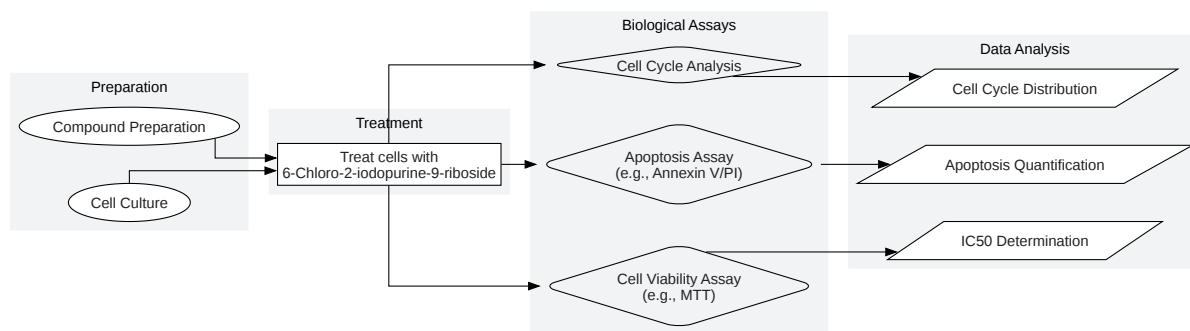 Preparation
Compound Preparation
Cell Culture
Treatment
Treat cells with
6-Chloro-2-iodopurine-9-riboside
Biological Assays
Cell Cycle Analysis
Apoptosis Assay
(e.g., Annexin V/PI)
Cell Viability Assay
(e.g., MTT)
Data Analysis
Cell Cycle Distribution
Apoptosis Quantification
IC50 Determination